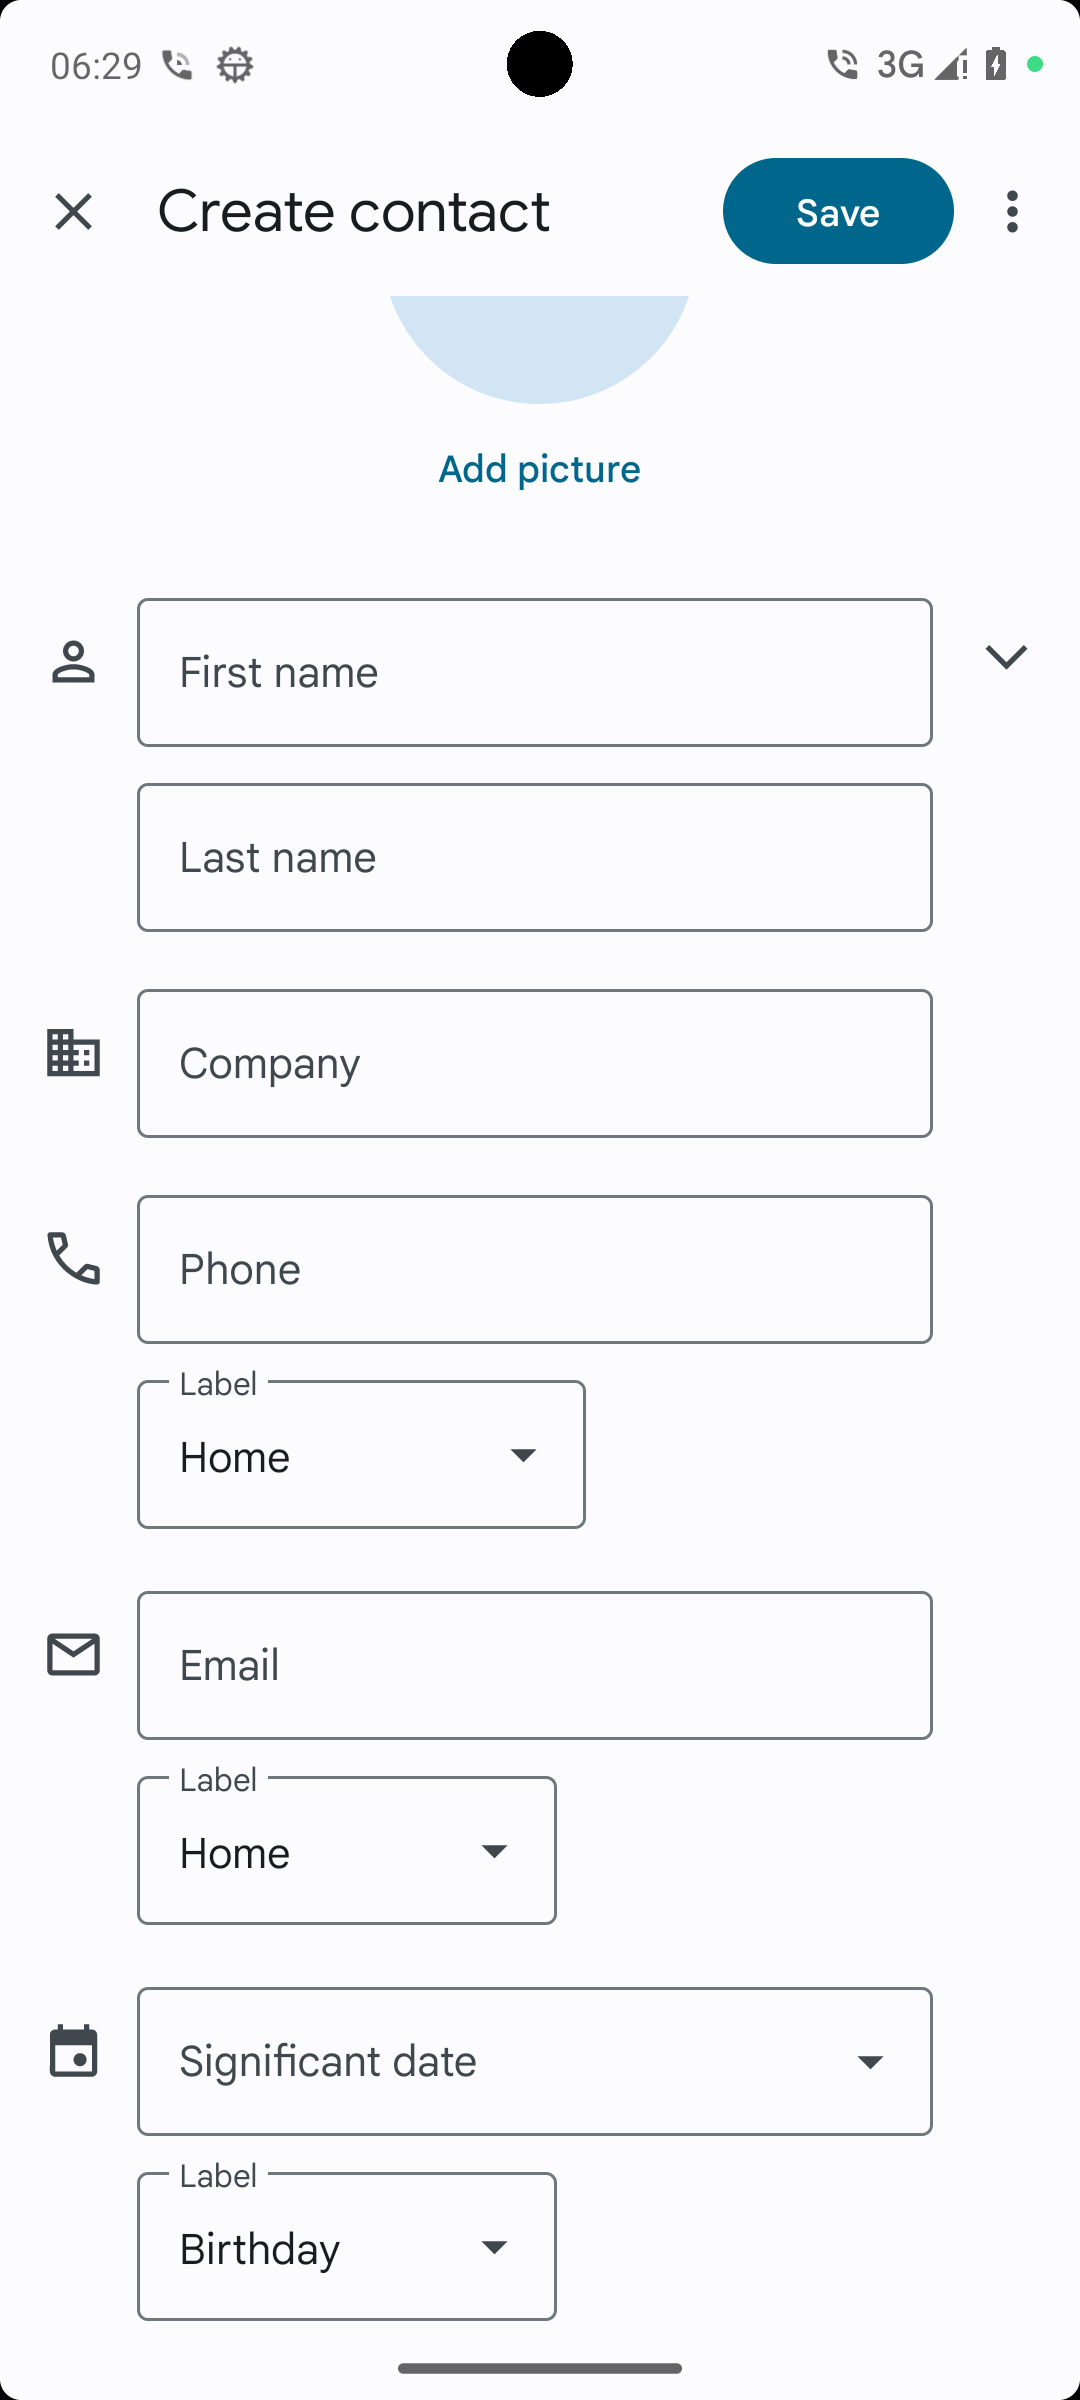 06:29
3G
Create contact
Save
Add picture
First name
Last name
Company
Phone
Label
Home
Email
Label
Home
Significant date
Label
Birthday